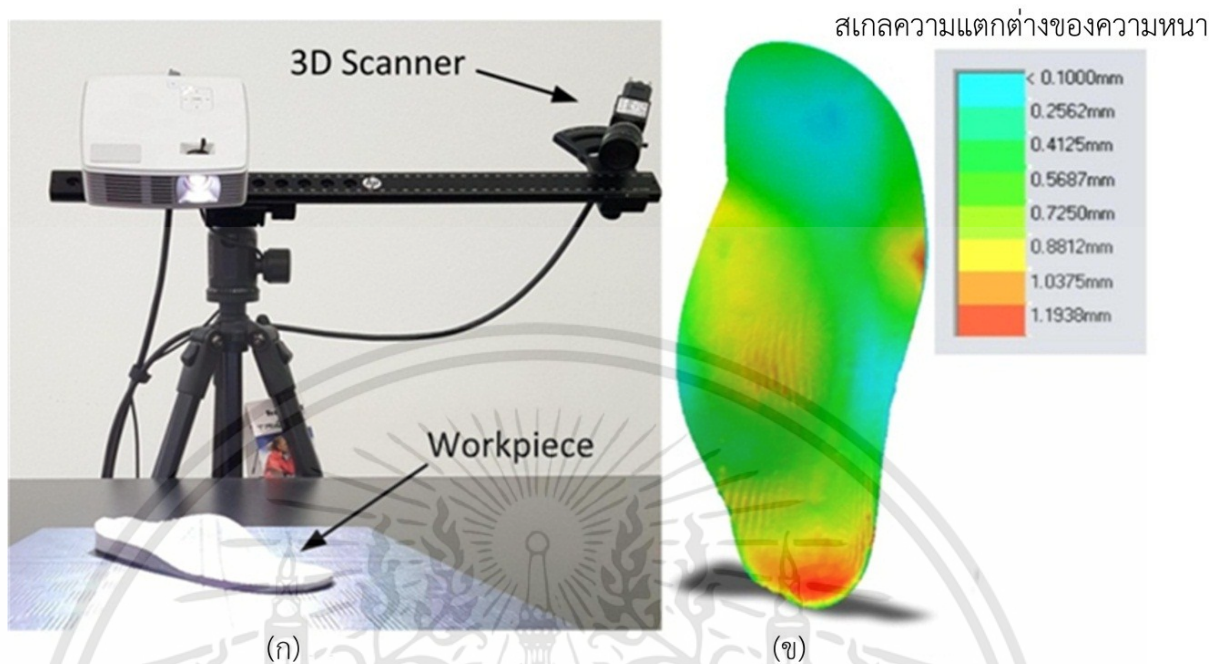 สเกลความแตกต่างของความหนา
3D Scanner
< 0.1000mm
0.2562mm
0.4125mm
0.5687mm
0.7250mm
0.8812mm
1.0375mm
1.1938mm
hp
Workpiece
(ก)
(ข)